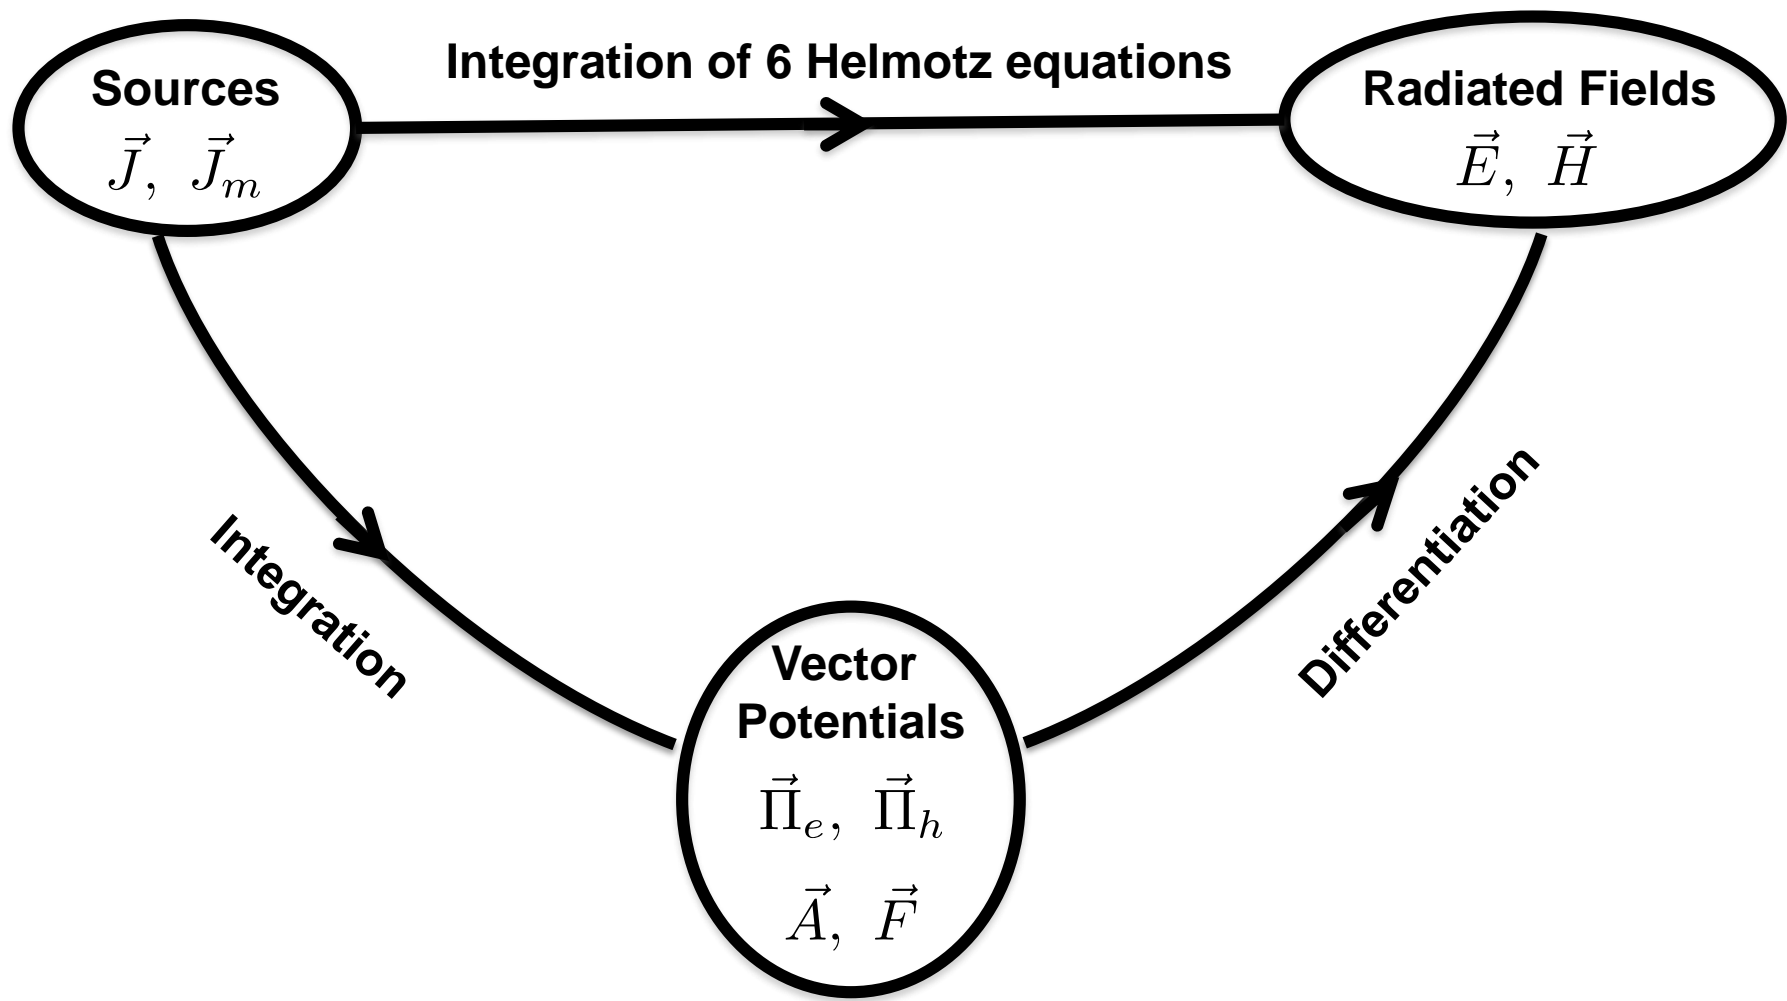 Integration of 6 Helmotz equations
Sources
J⃗, J⃗ₘ
Radiated Fields
E⃗, H⃗
Integration
Differentiation
Vector
Potentials
Π⃗ₑ, Π⃗ₕ
A⃗, F⃗